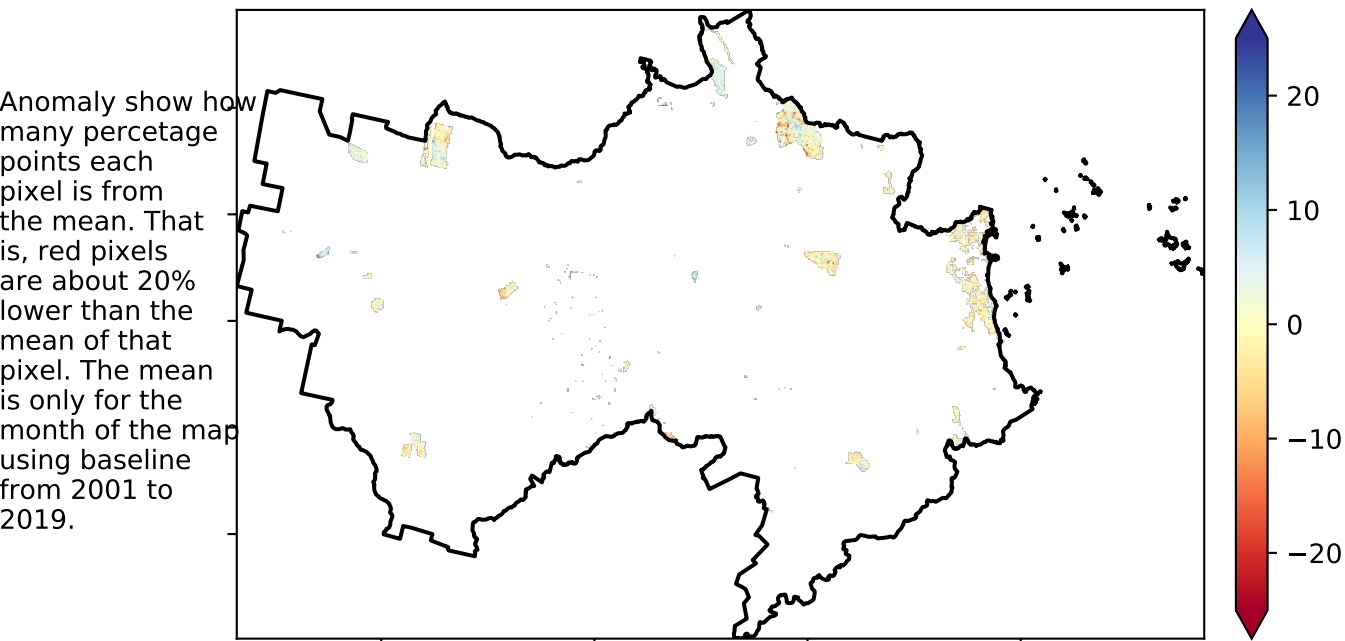 Anomaly show how
many percetage
points each
pixel is from
the mean. That
is, red pixels
are about 20%
lower than the
mean of that
pixel. The mean
is only for the
month of the map
using baseline
from 2001 to
2019.
20
10
0
−10
−20